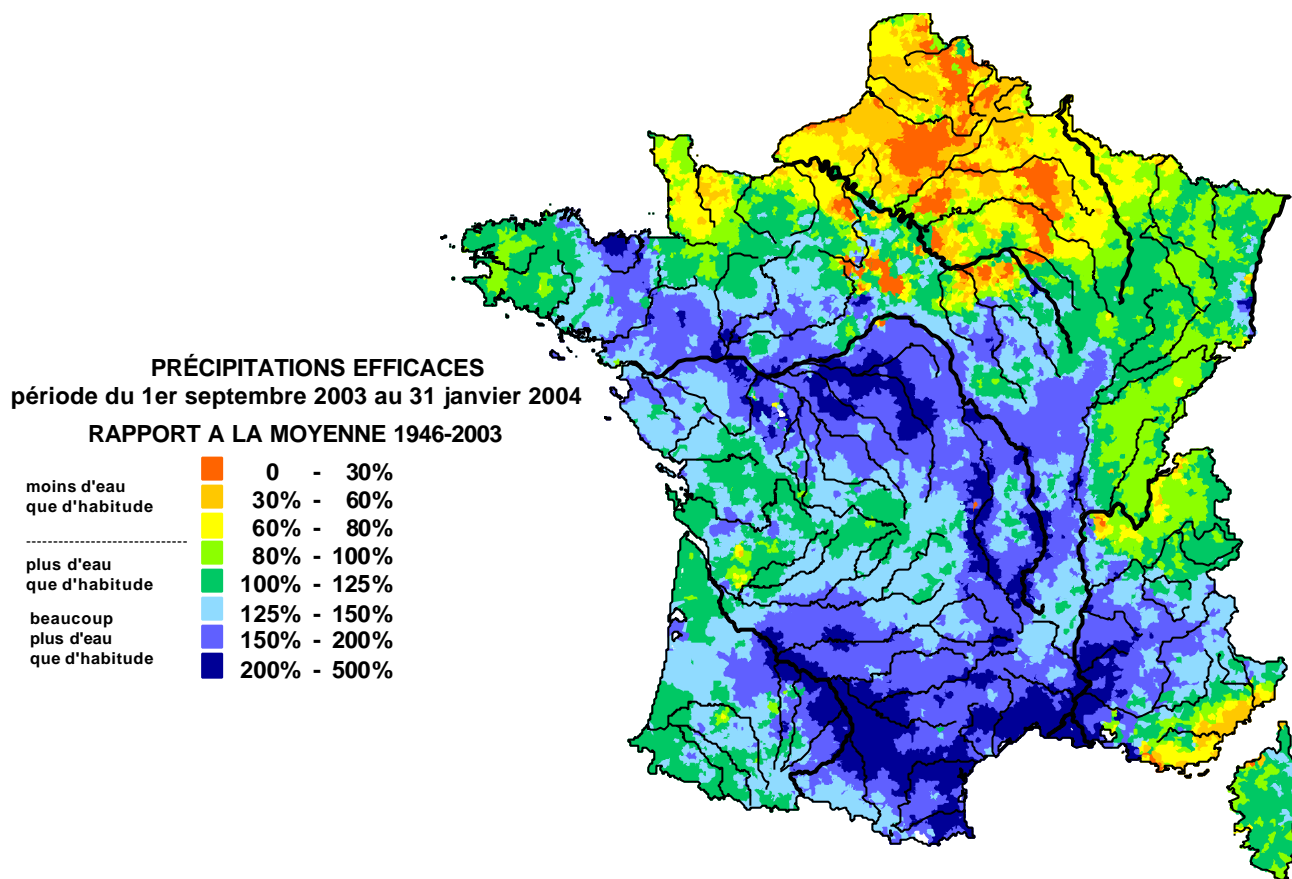 PRÉCIPITATIONS EFFICACES
période du 1er septembre 2003 au 31 janvier 2004
RAPPORT A LA MOYENNE 1946-2003
moins d'eau
que d'habitude
---------------------------
plus d'eau
que d'habitude
beaucoup
plus d'eau
que d'habitude
0 - 30%
30% - 60%
60% - 80%
80% - 100%
100% - 125%
125% - 150%
150% - 200%
200% - 500%